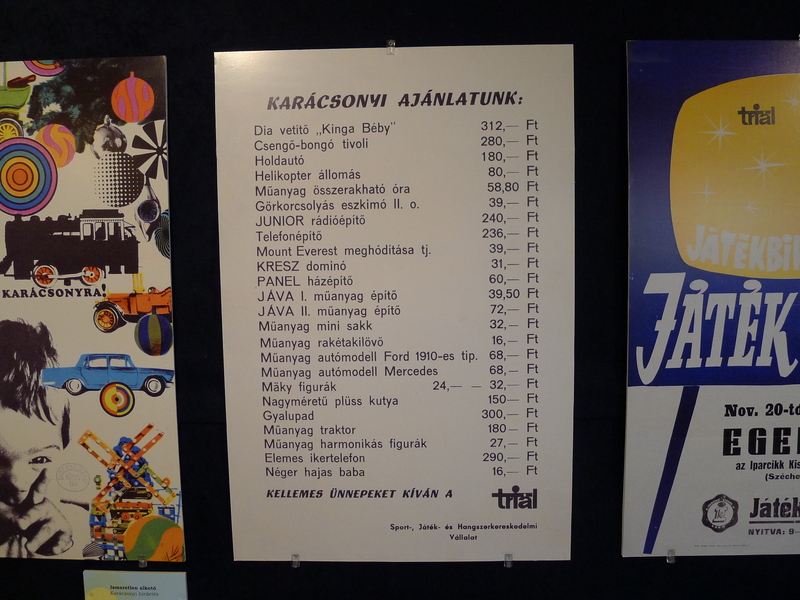 KARÁCSONYRA!
Ismeretlen alkotó
KARÁCSONYI AJÁNLATUNK:
Dia vetítő „Kinga Béby" 312,— Ft
Csengő-bongó tivoli 280,— Ft
Holdautó 180,— Ft
Helikopter állomás 80,— Ft
Műanyag összerakható óra 58,80 Ft
Görkorcsolyás eszkimó II. o. 39,— Ft
JUNIOR rádióépítő 240,— Ft
Telefonépítő 236,— Ft
Mount Everest meghódítása tj. 39,— Ft
KRESZ dominó 31,— Ft
PANEL házépítő 60,— Ft
JÁVA I. műanyag építő 39,50 Ft
JÁVA II. műanyag építő 72,— Ft
Műanyag mini sakk 32,— Ft
Műanyag rakétakilövő 16,— Ft
Műanyag autómodell Ford 1910-es tip. 68,— Ft
Műanyag autómodell Mercedes 68,— Ft
Mäky figurák 24,— — 32,— Ft
Nagyméretű plüss kutya 150— Ft
Gyalupad 300,— Ft
Műanyag traktor 180— Ft
Műanyag harmonikás figurák 27,— Ft
Elemes ikertelefon 290,— Ft
Néger hajas baba 16,— Ft
KELLEMES ÜNNEPEKET KÍVÁN A triál
Sport-, Játék- és Hangszerkereskedelmi
Vállalat
triál
JÁTÉKBI
JÁTÉK
Nov. 20-tó
EGE
az Iparcikk Kis
(Széche
Játék
NYITVA: 9—